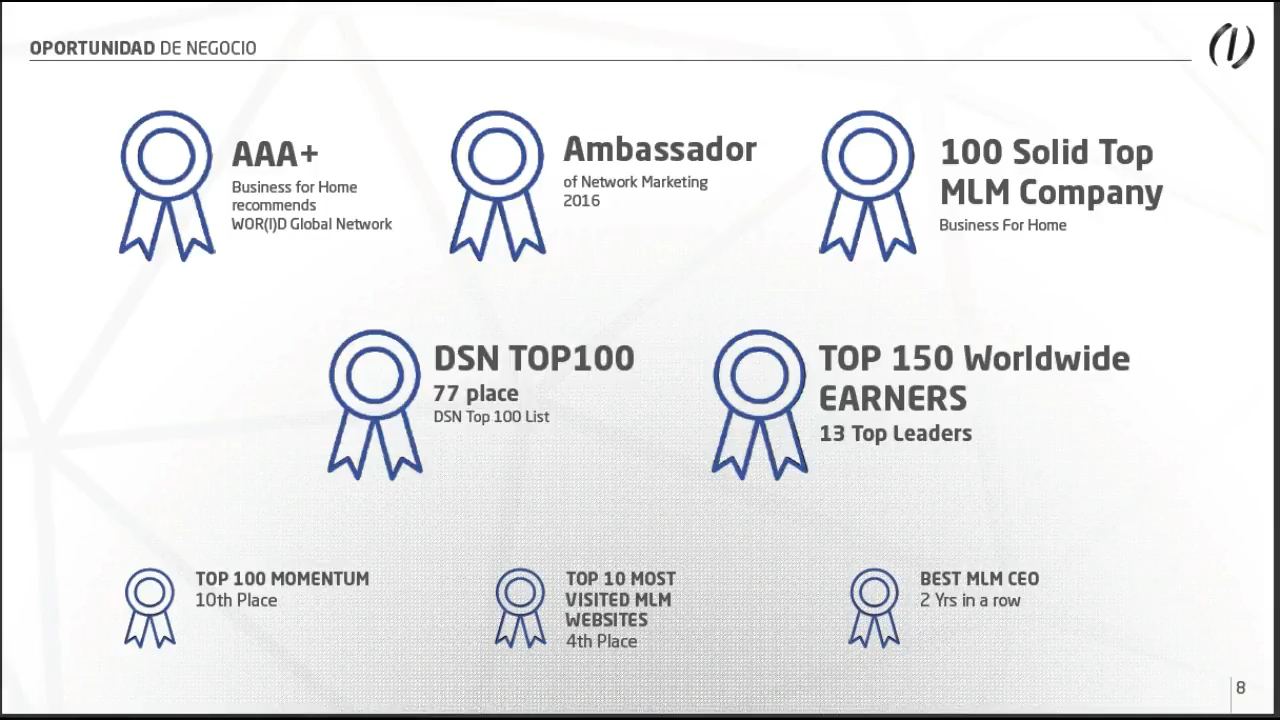 OPORTUNIDAD DE NEGOCIO
AAA+
Business for Home
recommends
WOR(I)D Global Network
Ambassador
of Network Marketing
2016
100 Solid Top
MLM Company
Business For Home
DSN TOP100
77 place
DSN Top 100 List
TOP 150 Worldwide
EARNERS
13 Top Leaders
TOP 100 MOMENTUM
10th Place
TOP 10 MOST
VISITED MLM
WEBSITES
4th Place
BEST MLM CEO
2 Yrs in a row
8